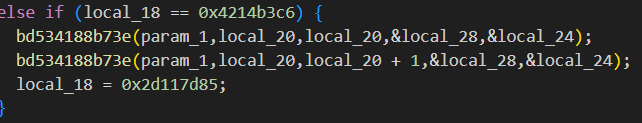 else if (local_18 == 0x4214b3c6) {
bd534188b73e(param_1,local_20,local_20,&local_28,&local_24);
bd534188b73e(param_1,local_20,local_20 + 1,&local_28,&local_24);
local_18 = 0x2d117d85;
}